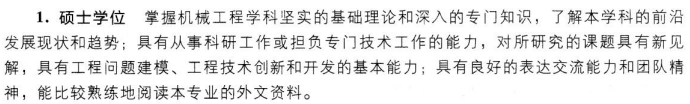 1. 硕士学位 掌握机械工程学科坚实的基础理论和深入的专门知识，了解本学科的前沿
发展现状和趋势；具有从事科研工作或担负专门技术工作的能力，对所研究的课题具有新见
解，具有工程问题建模、工程技术创新和开发的基本能力；具有良好的表达交流能力和团队精
神，能比较熟练地阅读本专业的外文资料。